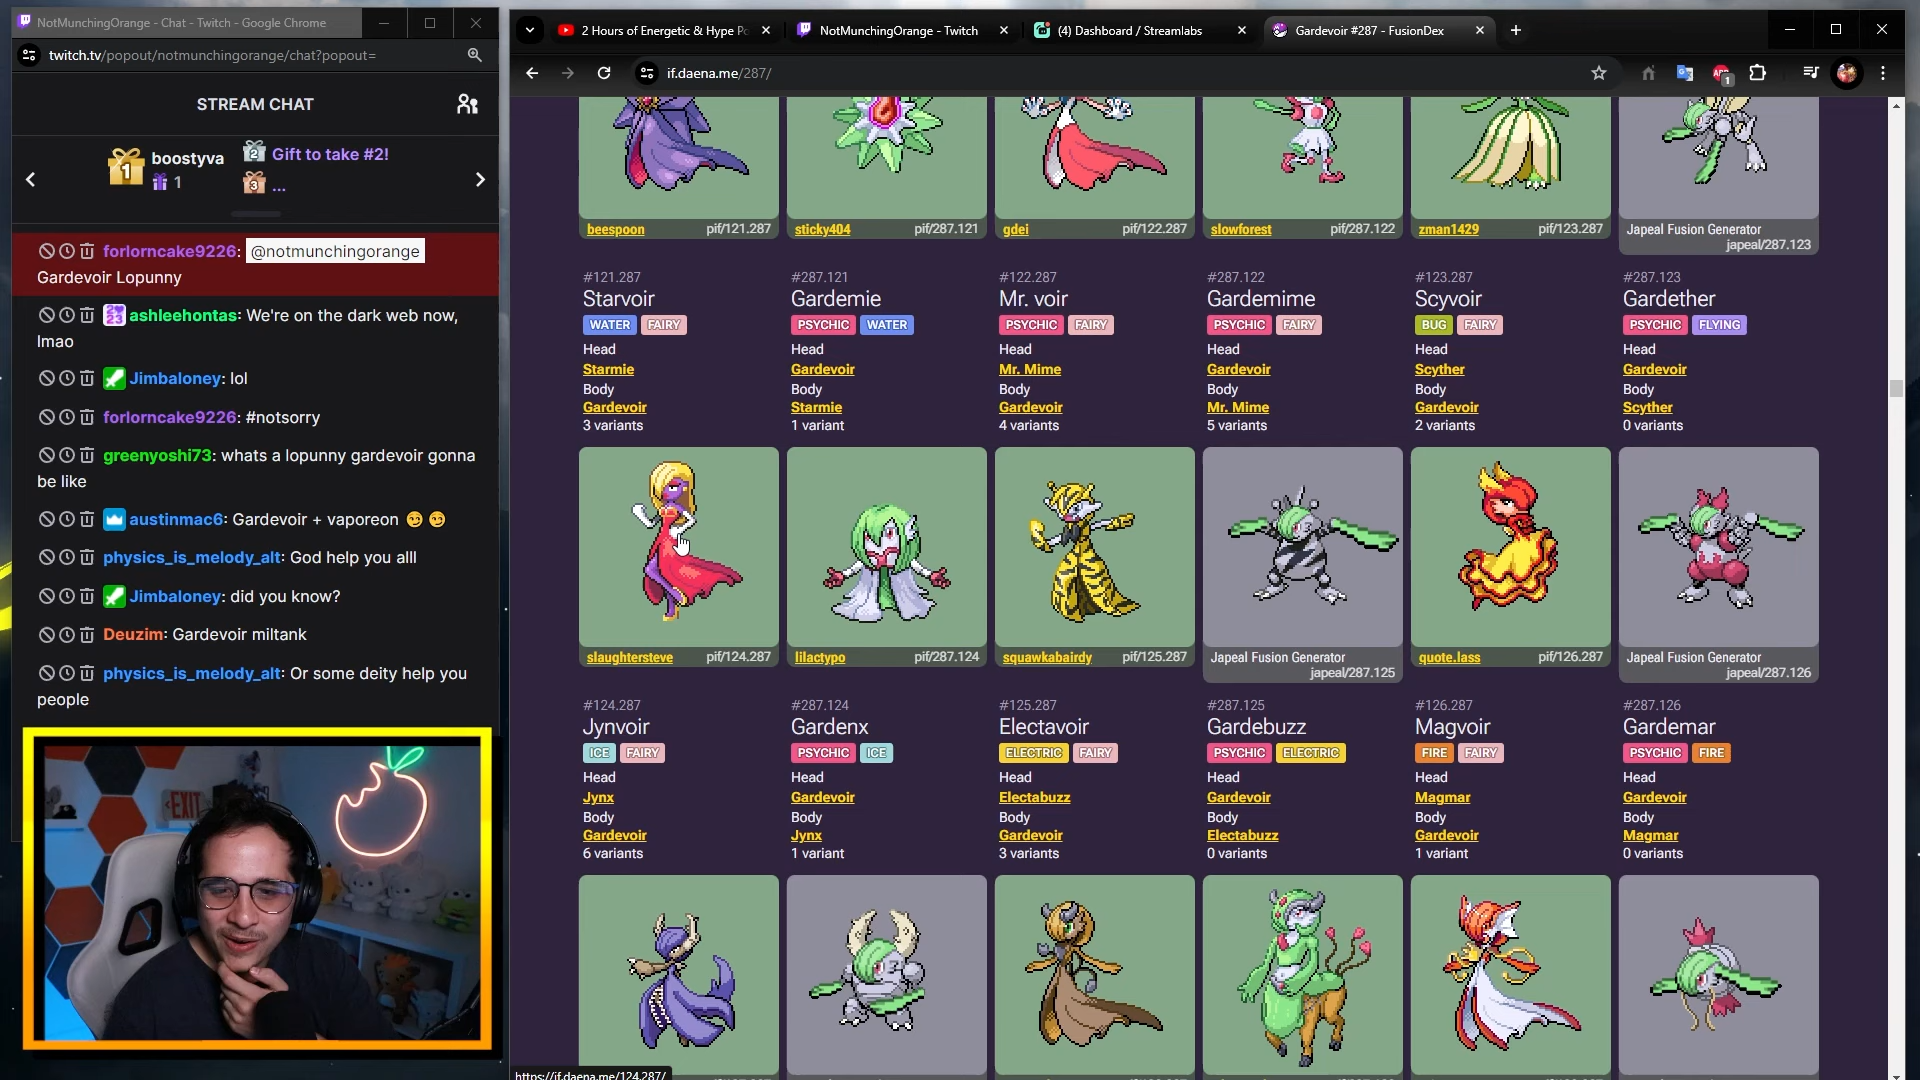 NotMunchingOrange - Chat - Twitch - Google Chrome
twitch.tv/popout/notmunchingorange/chat?popout=
STREAM CHAT
1 boostyva 1
2 Gift to take #2!
3 ...
forlorncake9226: @notmunchingorange
Gardevoir Lopunny
ashleehontas: We're on the dark web now,
lmao
Jimbaloney: lol
forlorncake9226: #notsorry
greenyoshi73: whats a lopunny gardevoir gonna
be like
austinmac6: Gardevoir + vaporeon 😏 😏
physics_is_melody_alt: God help you alll
Jimbaloney: did you know?
Deuzim: Gardevoir miltank
physics_is_melody_alt: Or some deity help you
people
EXIT
2 Hours of Energetic & Hype Po
NotMunchingOrange - Twitch
(4) Dashboard / Streamlabs
Gardevoir #287 - FusionDex
if.daena.me/287/
1
beespoon pif/121.287
sticky404 pif/287.121
gdei pif/122.287
slowforest pif/287.122
zman1429 pif/123.287
Japeal Fusion Generator
japeal/287.123
#121.287
Starvoir
WATER FAIRY
Head
Starmie
Body
Gardevoir
3 variants
#287.121
Gardemie
PSYCHIC WATER
Head
Gardevoir
Body
Starmie
1 variant
#122.287
Mr. voir
PSYCHIC FAIRY
Head
Mr. Mime
Body
Gardevoir
4 variants
#287.122
Gardemime
PSYCHIC FAIRY
Head
Gardevoir
Body
Mr. Mime
5 variants
#123.287
Scyvoir
BUG FAIRY
Head
Scyther
Body
Gardevoir
2 variants
#287.123
Gardether
PSYCHIC FLYING
Head
Gardevoir
Body
Scyther
0 variants
slaughtersteve pif/124.287
lilactypo pif/287.124
squawkabairdy pif/125.287
Japeal Fusion Generator
japeal/287.125
quote.lass pif/126.287
Japeal Fusion Generator
japeal/287.126
#124.287
Jynvoir
ICE FAIRY
Head
Jynx
Body
Gardevoir
6 variants
#287.124
Gardenx
PSYCHIC ICE
Head
Gardevoir
Body
Jynx
1 variant
#125.287
Electavoir
ELECTRIC FAIRY
Head
Electabuzz
Body
Gardevoir
3 variants
#287.125
Gardebuzz
PSYCHIC ELECTRIC
Head
Gardevoir
Body
Electabuzz
0 variants
#126.287
Magvoir
FIRE FAIRY
Head
Magmar
Body
Gardevoir
1 variant
#287.126
Gardemar
PSYCHIC FIRE
Head
Gardevoir
Body
Magmar
0 variants
https://if.daena.me/124.287/